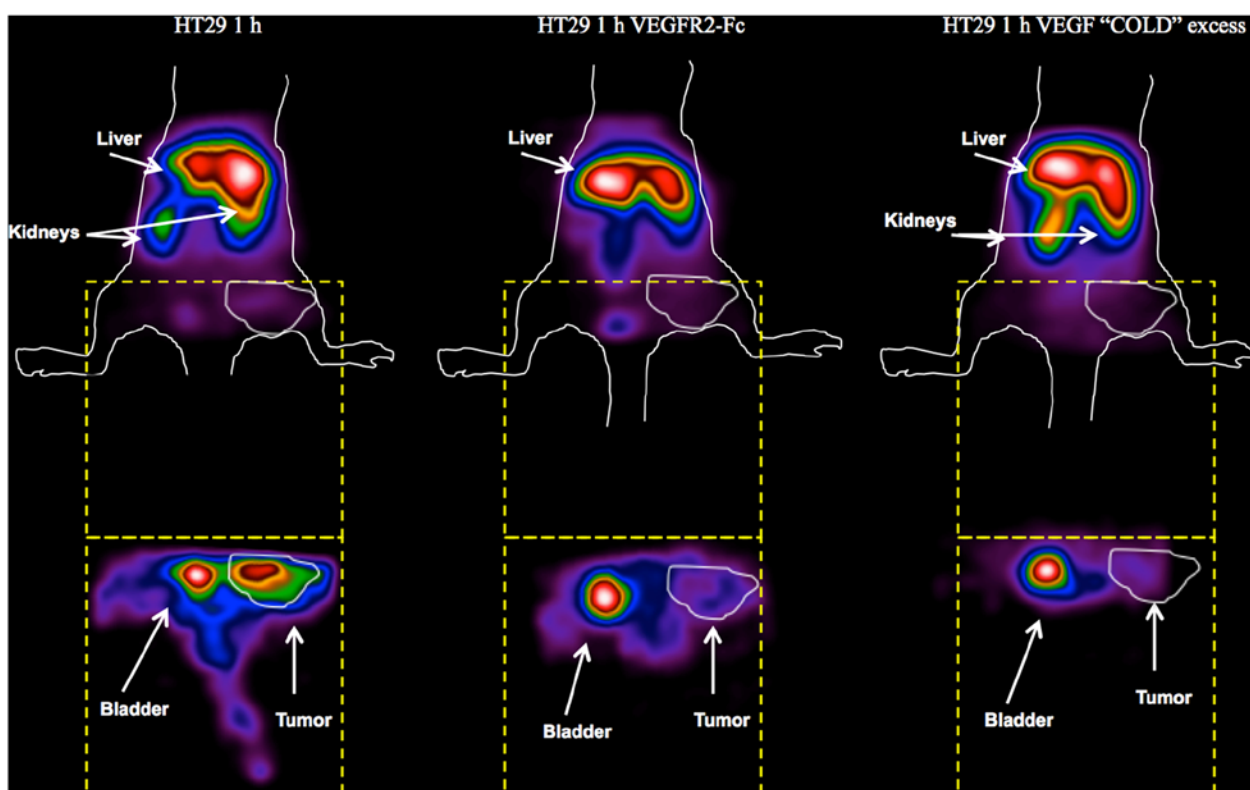 HT29 1 h
HT29 1 h VEGFR2-Fc
HT29 1 h VEGF “COLD” excess
Liver
Kidneys
Liver
Liver
Kidneys
Bladder
Tumor
Bladder
Tumor
Bladder
Tumor